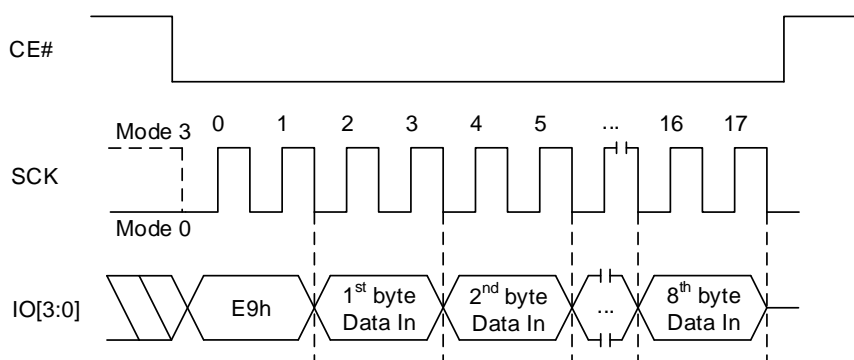 CE#
Mode 3
0 1 2 3 4 5 ... 16 17
SCK
Mode 0
IO[3:0]
E9h
1st byte
Data In
2nd byte
Data In
...
8th byte
Data In